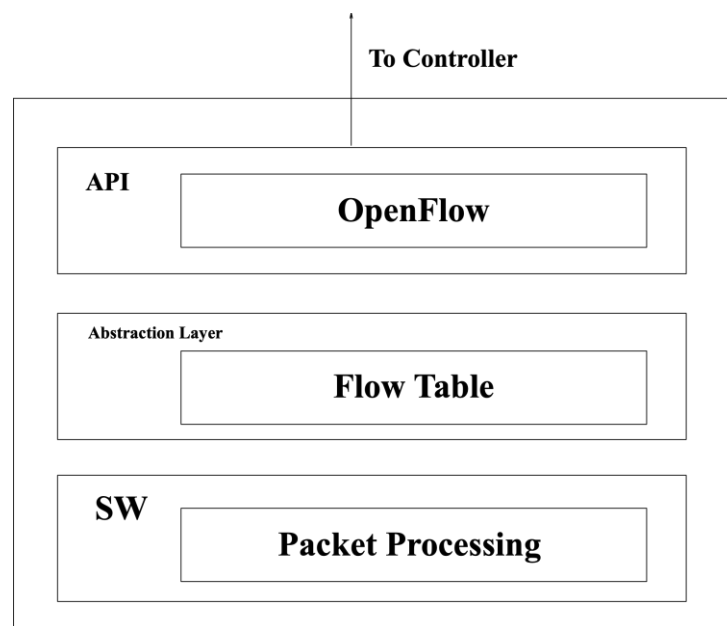 To Controller
API
OpenFlow
Abstraction Layer
Flow Table
SW
Packet Processing